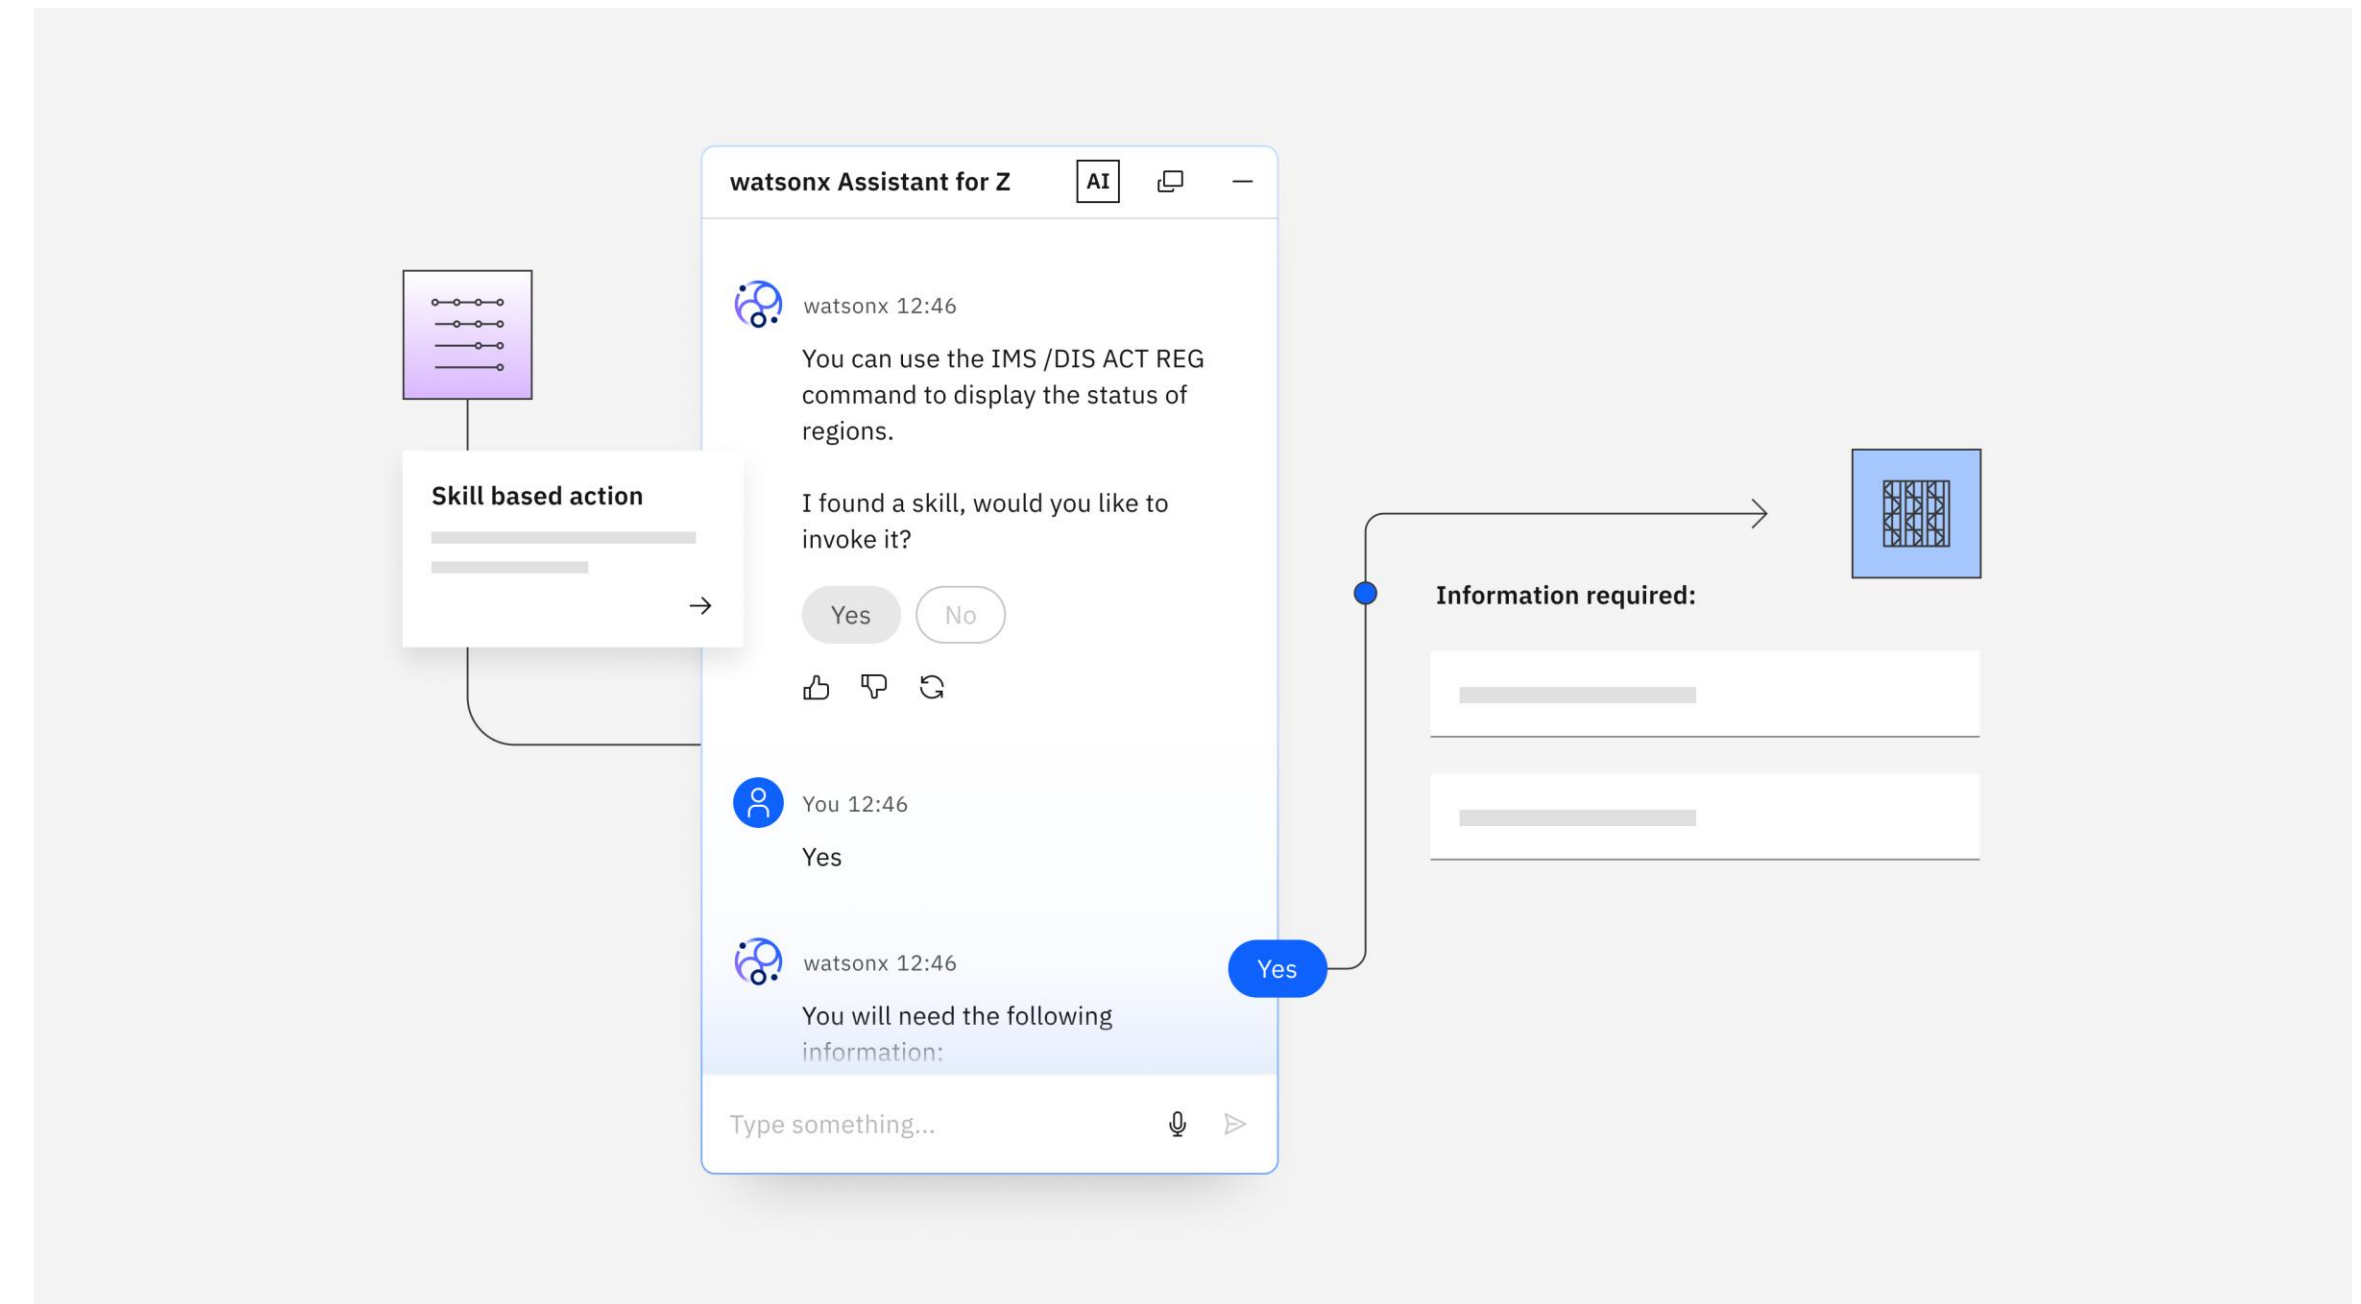 watsonx Assistant for Z
AI
watsonx 12:46
You can use the IMS /DIS ACT REG
command to display the status of
regions.
I found a skill, would you like to
invoke it?
Yes
No
Skill based action
You 12:46
Yes
watsonx 12:46
You will need the following
information:
Yes
Type something...
Information required: